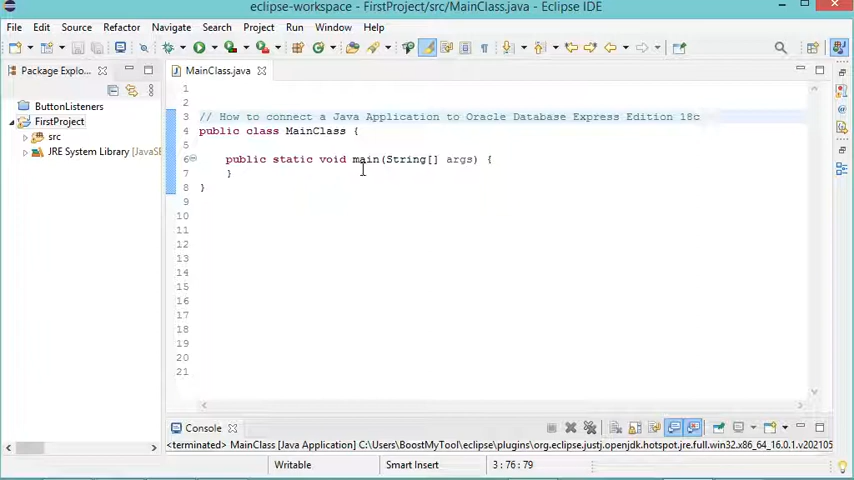 eclipse-workspace - FirstProject/src/MainClass.java - Eclipse IDE
File Edit Source Refactor Navigate Search Project Run Window Help
Package Explo...
MainClass.java
ButtonListeners
FirstProject
src
JRE System Library [JavaSE
1
2
3 // How to connect a Java Application to Oracle Database Express Edition 18c
4 public class MainClass {
5
6 public static void main(String[] args) {
7 }
8 }
9
10
11
12
13
14
15
16
17
18
19
20
21
Console
<terminated> MainClass [Java Application] C:\Users\BoostMyTool\eclipse\plugins\org.eclipse.justj.openjdk.hotspot.jre.full.win32.x86_64_16.0.1.v202105
Writable Smart Insert 3 : 76 : 79